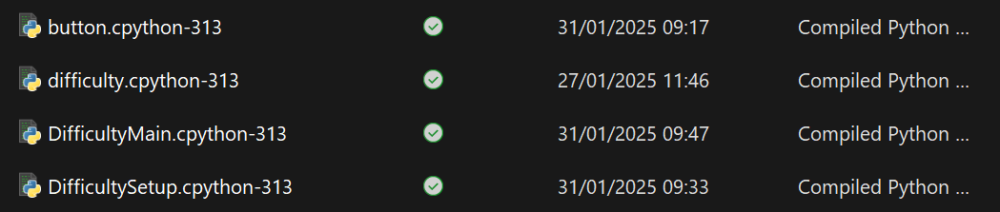 button.cpython-313 31/01/2025 09:17 Compiled Python ...
difficulty.cpython-313 27/01/2025 11:46 Compiled Python ...
DifficultyMain.cpython-313 31/01/2025 09:47 Compiled Python ...
DifficultySetup.cpython-313 31/01/2025 09:33 Compiled Python ...